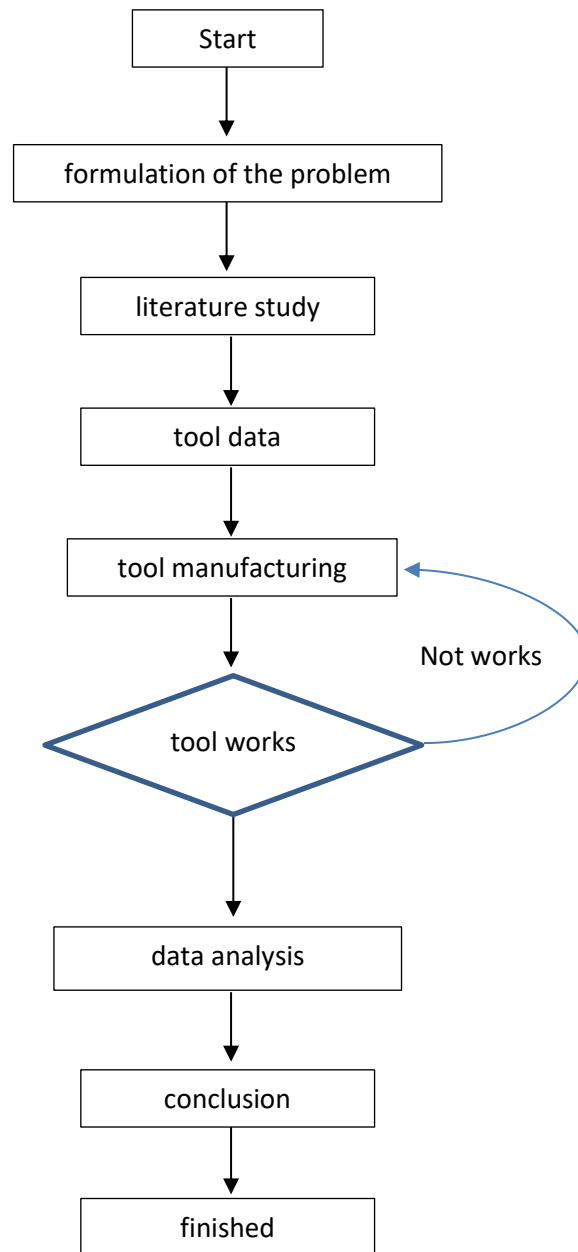 Start
formulation of the problem
literature study
tool data
tool manufacturing
Not works
tool works
data analysis
conclusion
finished